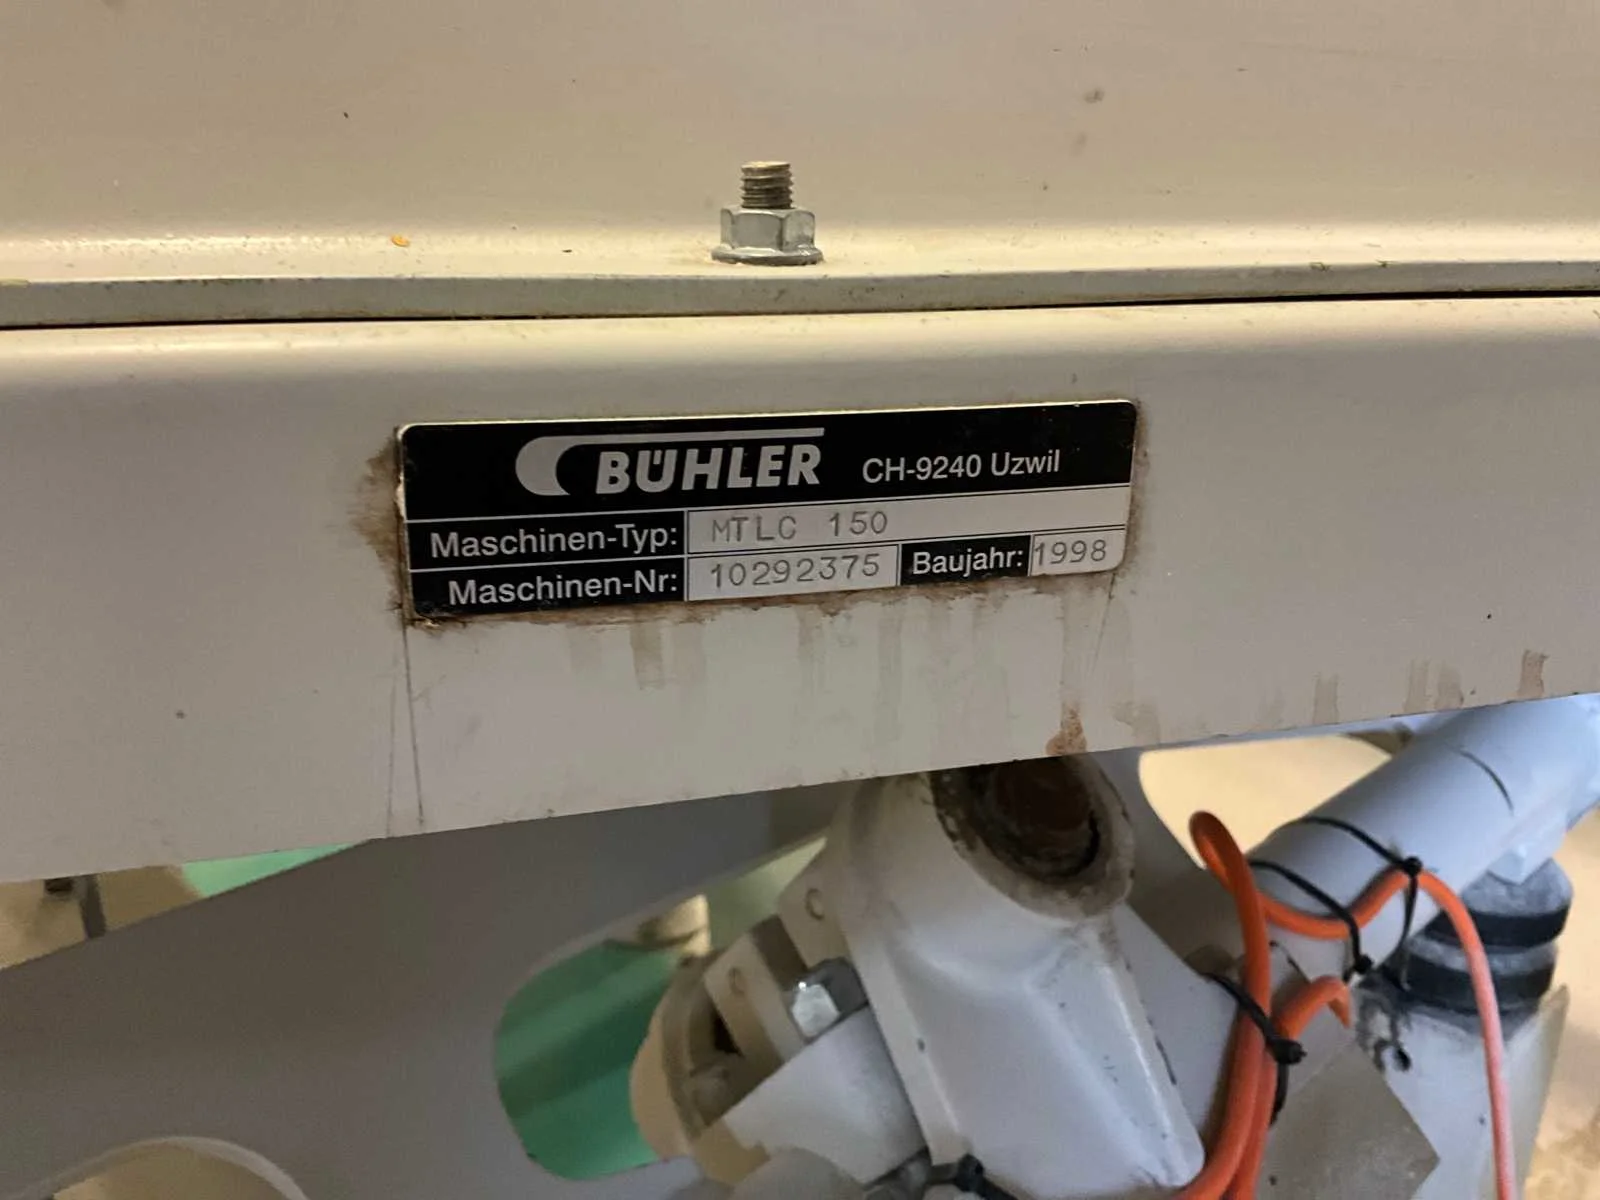 BÜHLER CH-9240 Uzwil
Maschinen-Typ: MTLC 150
Maschinen-Nr: 10292375 Baujahr: 1998